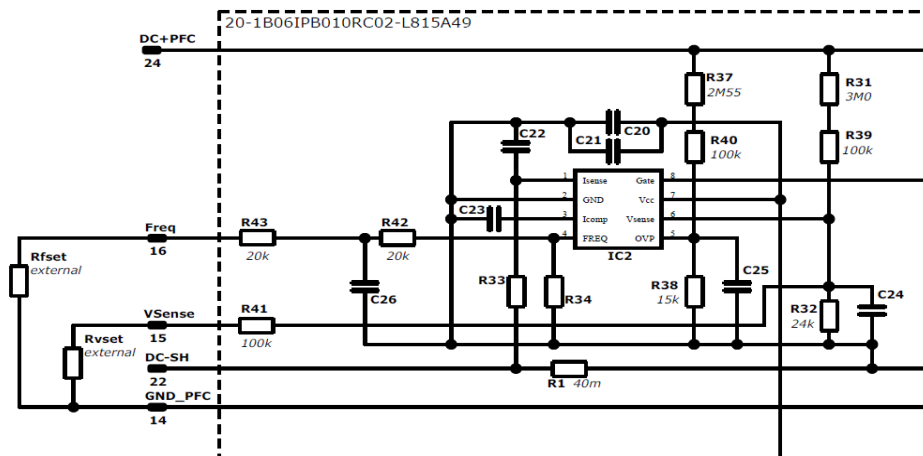 20-1B06IPB010RC02-L815A49
DC+PFC
24
R37
2M55
R31
3M0
C22
C21
C20
R40
100k
R39
100k
1
Isense
Gate
8
2
GND
Vcc
7
C23
3
Icomp
Vsense
6
4
FREQ
OVP
5
IC2
Freq
16
R43
20k
R42
20k
Rfset
external
C26
R33
R34
R38
15k
C25
R32
24k
C24
VSense
15
R41
100k
Rvset
external
DC-SH
22
R1
40m
GND_PFC
14